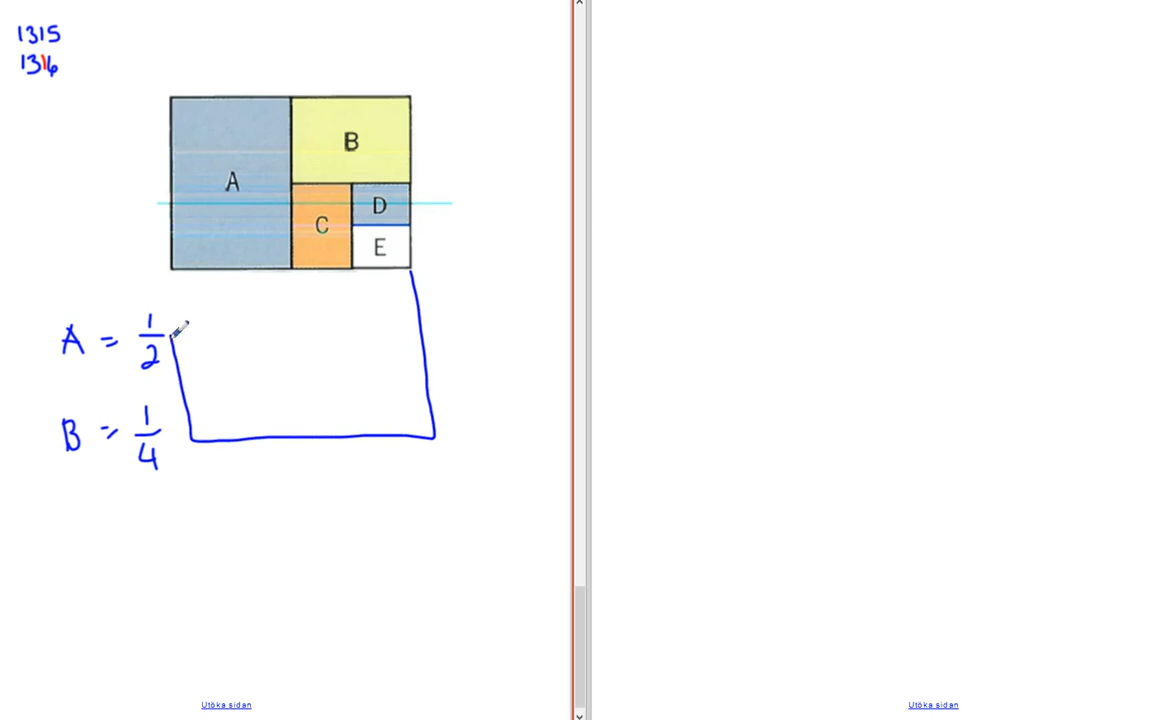 1315
1316
A
B
C
D
E
A = 1/2
B = 1/4
Utöka sidan
Utöka sidan